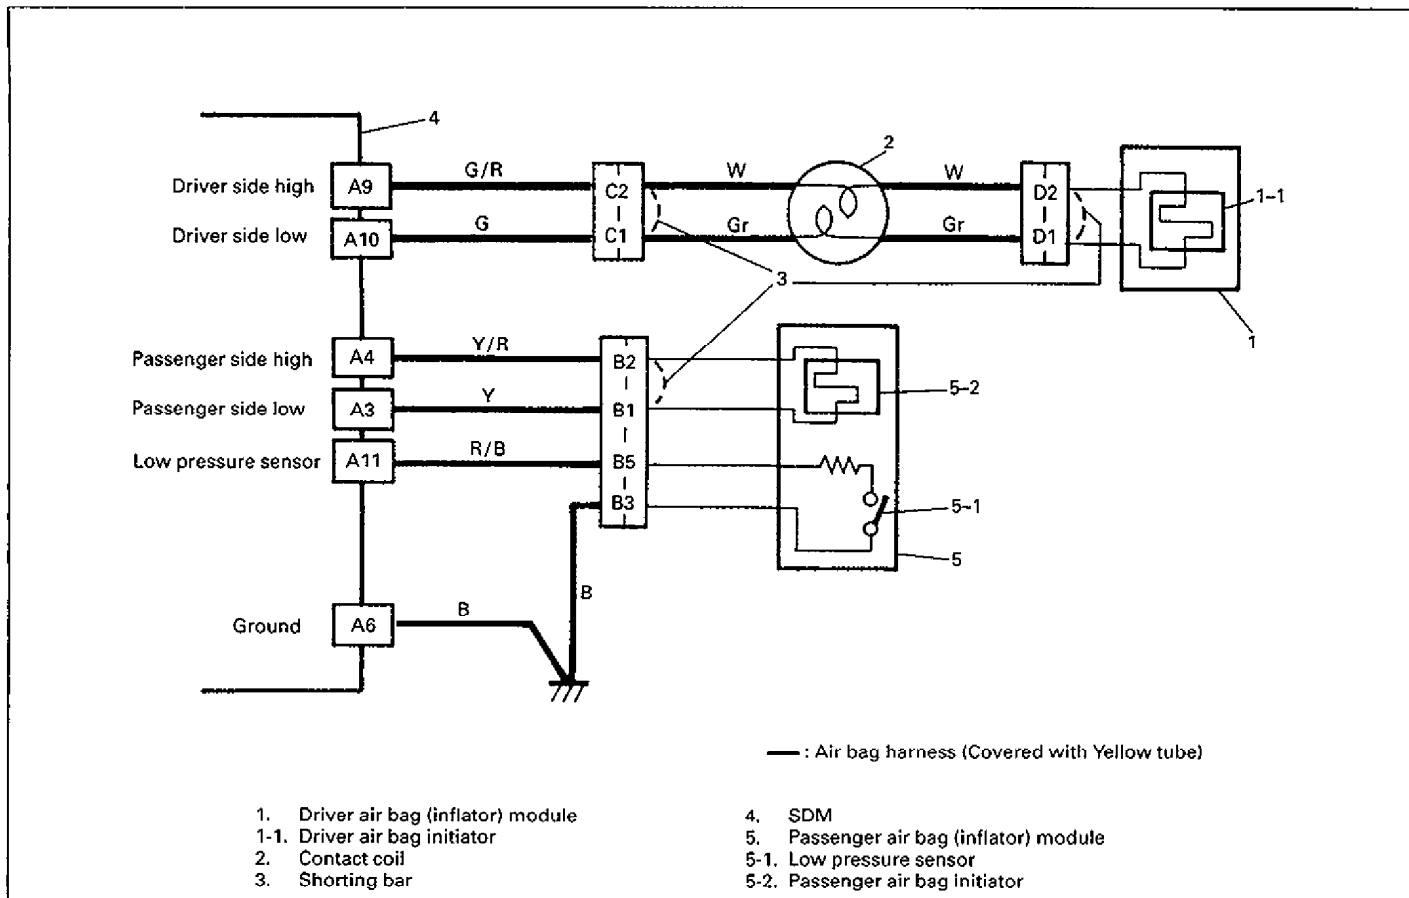 4
2
Driver side high
A9
G/R
C2
W
W
D2
1-1
Driver side low
A10
G
C1
Gr
Gr
D1
3
1
Passenger side high
A4
Y/R
B2
5-2
Passenger side low
A3
Y
B1
Low pressure sensor
A11
R/B
B5
B3
5-1
5
B
Ground
A6
B
: Air bag harness (Covered with Yellow tube)
1. Driver air bag (inflator) module
1-1. Driver air bag initiator
2. Contact coil
3. Shorting bar
4. SDM
5. Passenger air bag (inflator) module
5-1. Low pressure sensor
5-2. Passenger air bag initiator